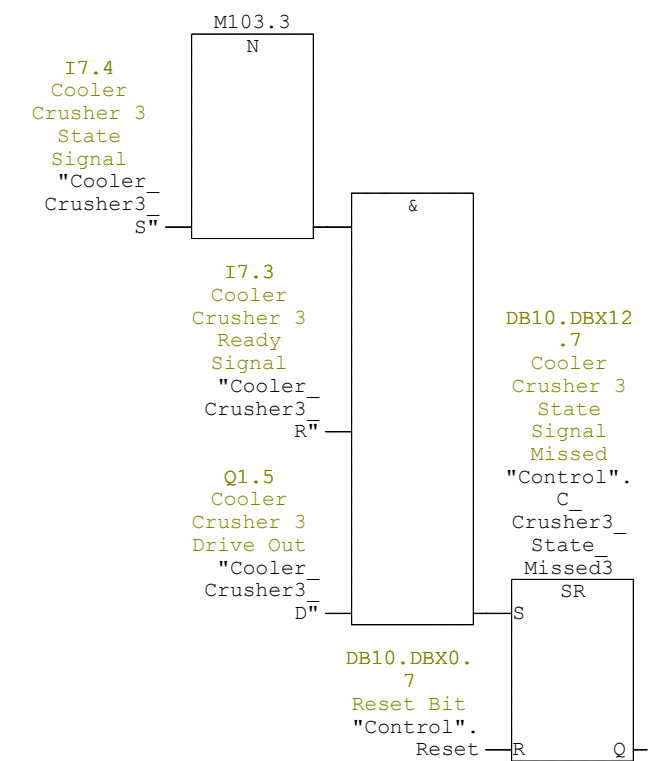 M103.3
N
I7.4
Cooler
Crusher 3
State
Signal
"Cooler_
Crusher3_
S"
&
I7.3
Cooler
Crusher 3
Ready
Signal
"Cooler_
Crusher3_
R"
Q1.5
Cooler
Crusher 3
Drive Out
"Cooler_
Crusher3_
D"
DB10.DBX12
.7
Cooler
Crusher 3
State
Signal
Missed
"Control".
C_
Crusher3_
State_
Missed3
SR
S
DB10.DBX0.
7
Reset Bit
"Control".
Reset
R
Q